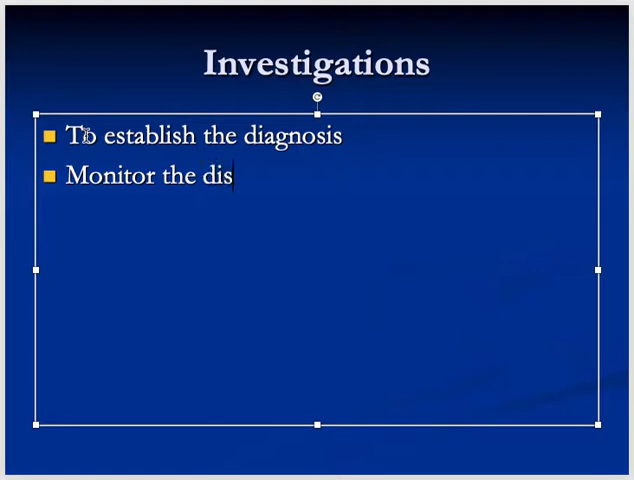 Investigations
To establish the diagnosis
Monitor the dis